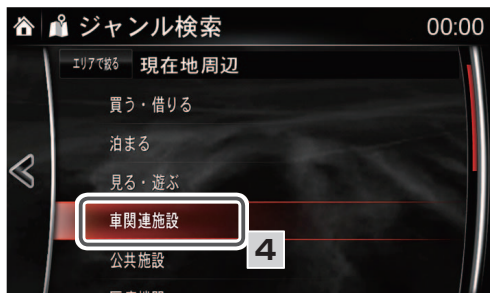 ジャンル検索 00:00
エリアで絞る 現在地周辺
買う・借りる
泊まる
見る・遊ぶ
車関連施設
4
公共施設